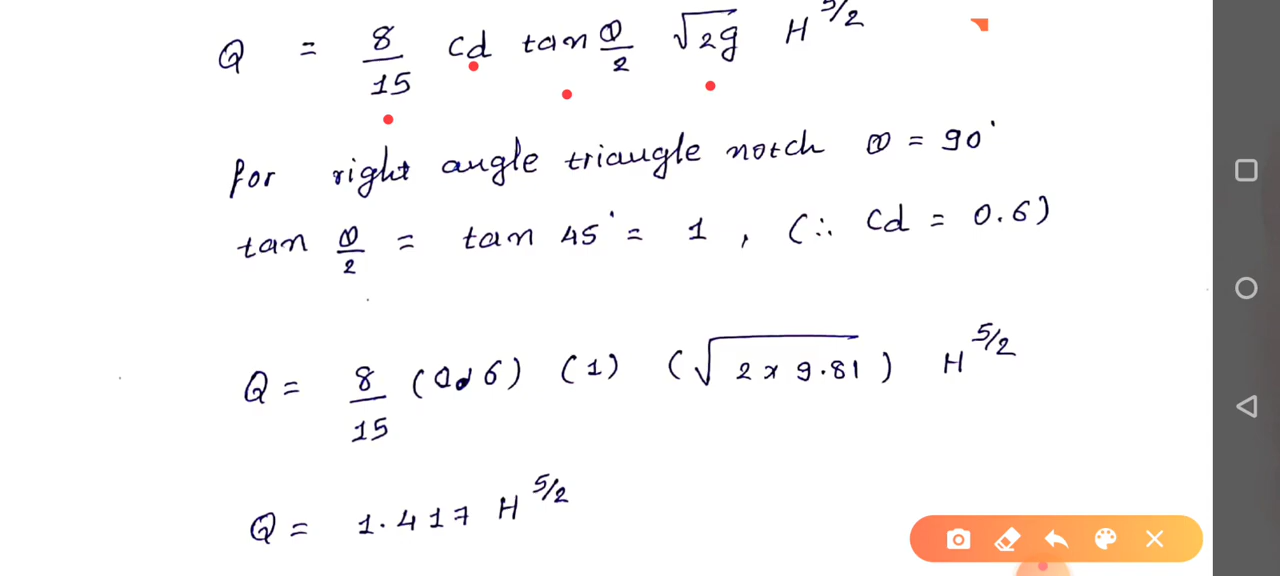 Q = 8/15 Cd tan θ/2 √2g H^5/2
for right angle triangle notch θ = 90°
tan θ/2 = tan 45° = 1 , (∴ Cd = 0.6)
Q = 8/15 (0.6) (1) (√2 x 9.81) H^5/2
Q = 1.417 H^5/2